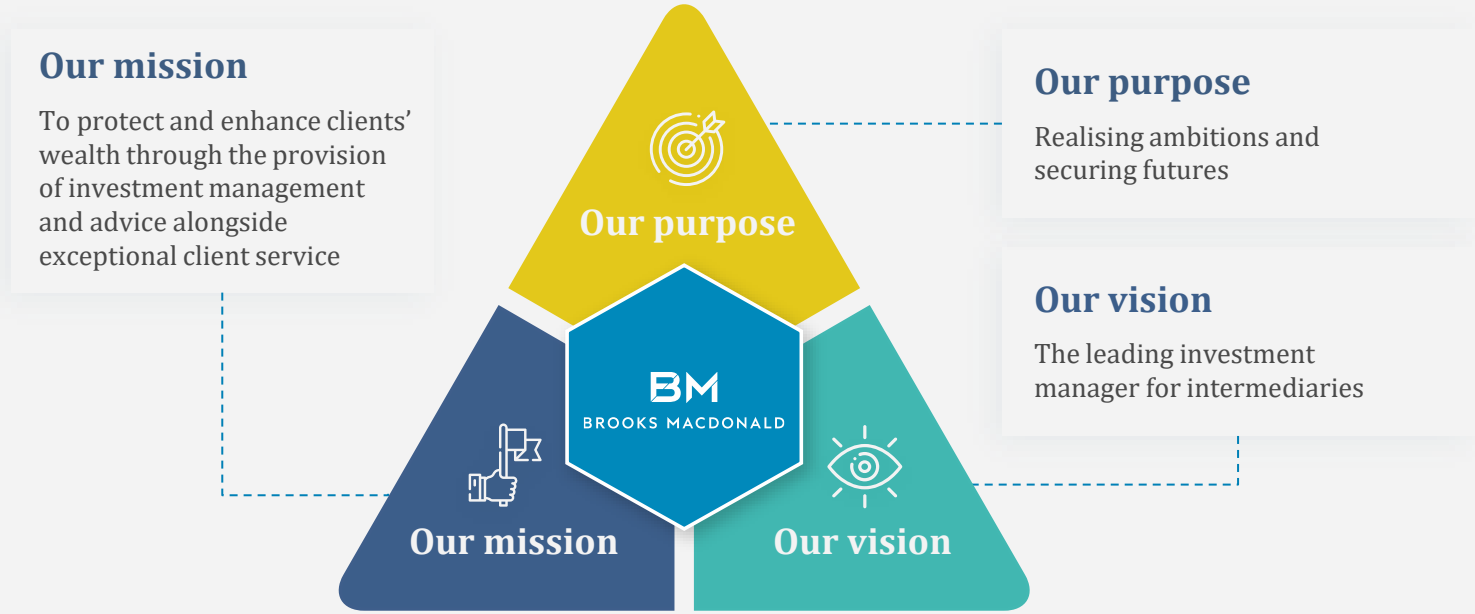 Our mission
To protect and enhance clients’
wealth through the provision
of investment management
and advice alongside
exceptional client service
Our purpose
Our purpose
Realising ambitions and
securing futures
Our vision
The leading investment
manager for intermediaries
BM
BROOKS MACDONALD
Our mission
Our vision